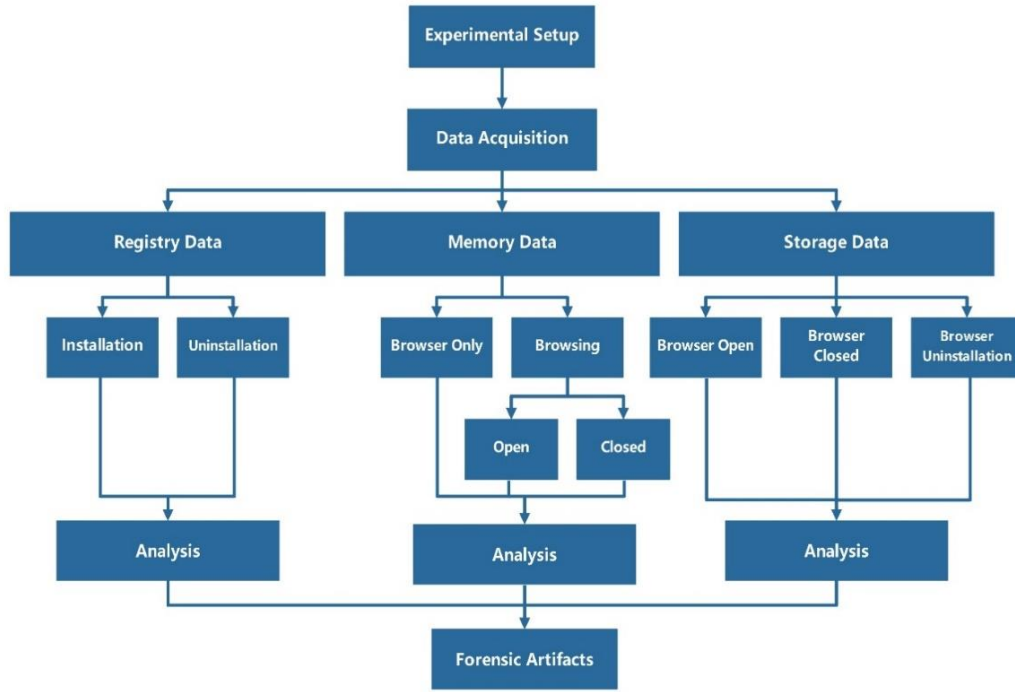 Experimental Setup
Data Acquisition
Registry Data
Memory Data
Storage Data
Installation
Uninstallation
Browser Only
Browsing
Browser Open
Browser
Closed
Browser
Uninstallation
Open
Closed
Analysis
Analysis
Analysis
Forensic Artifacts